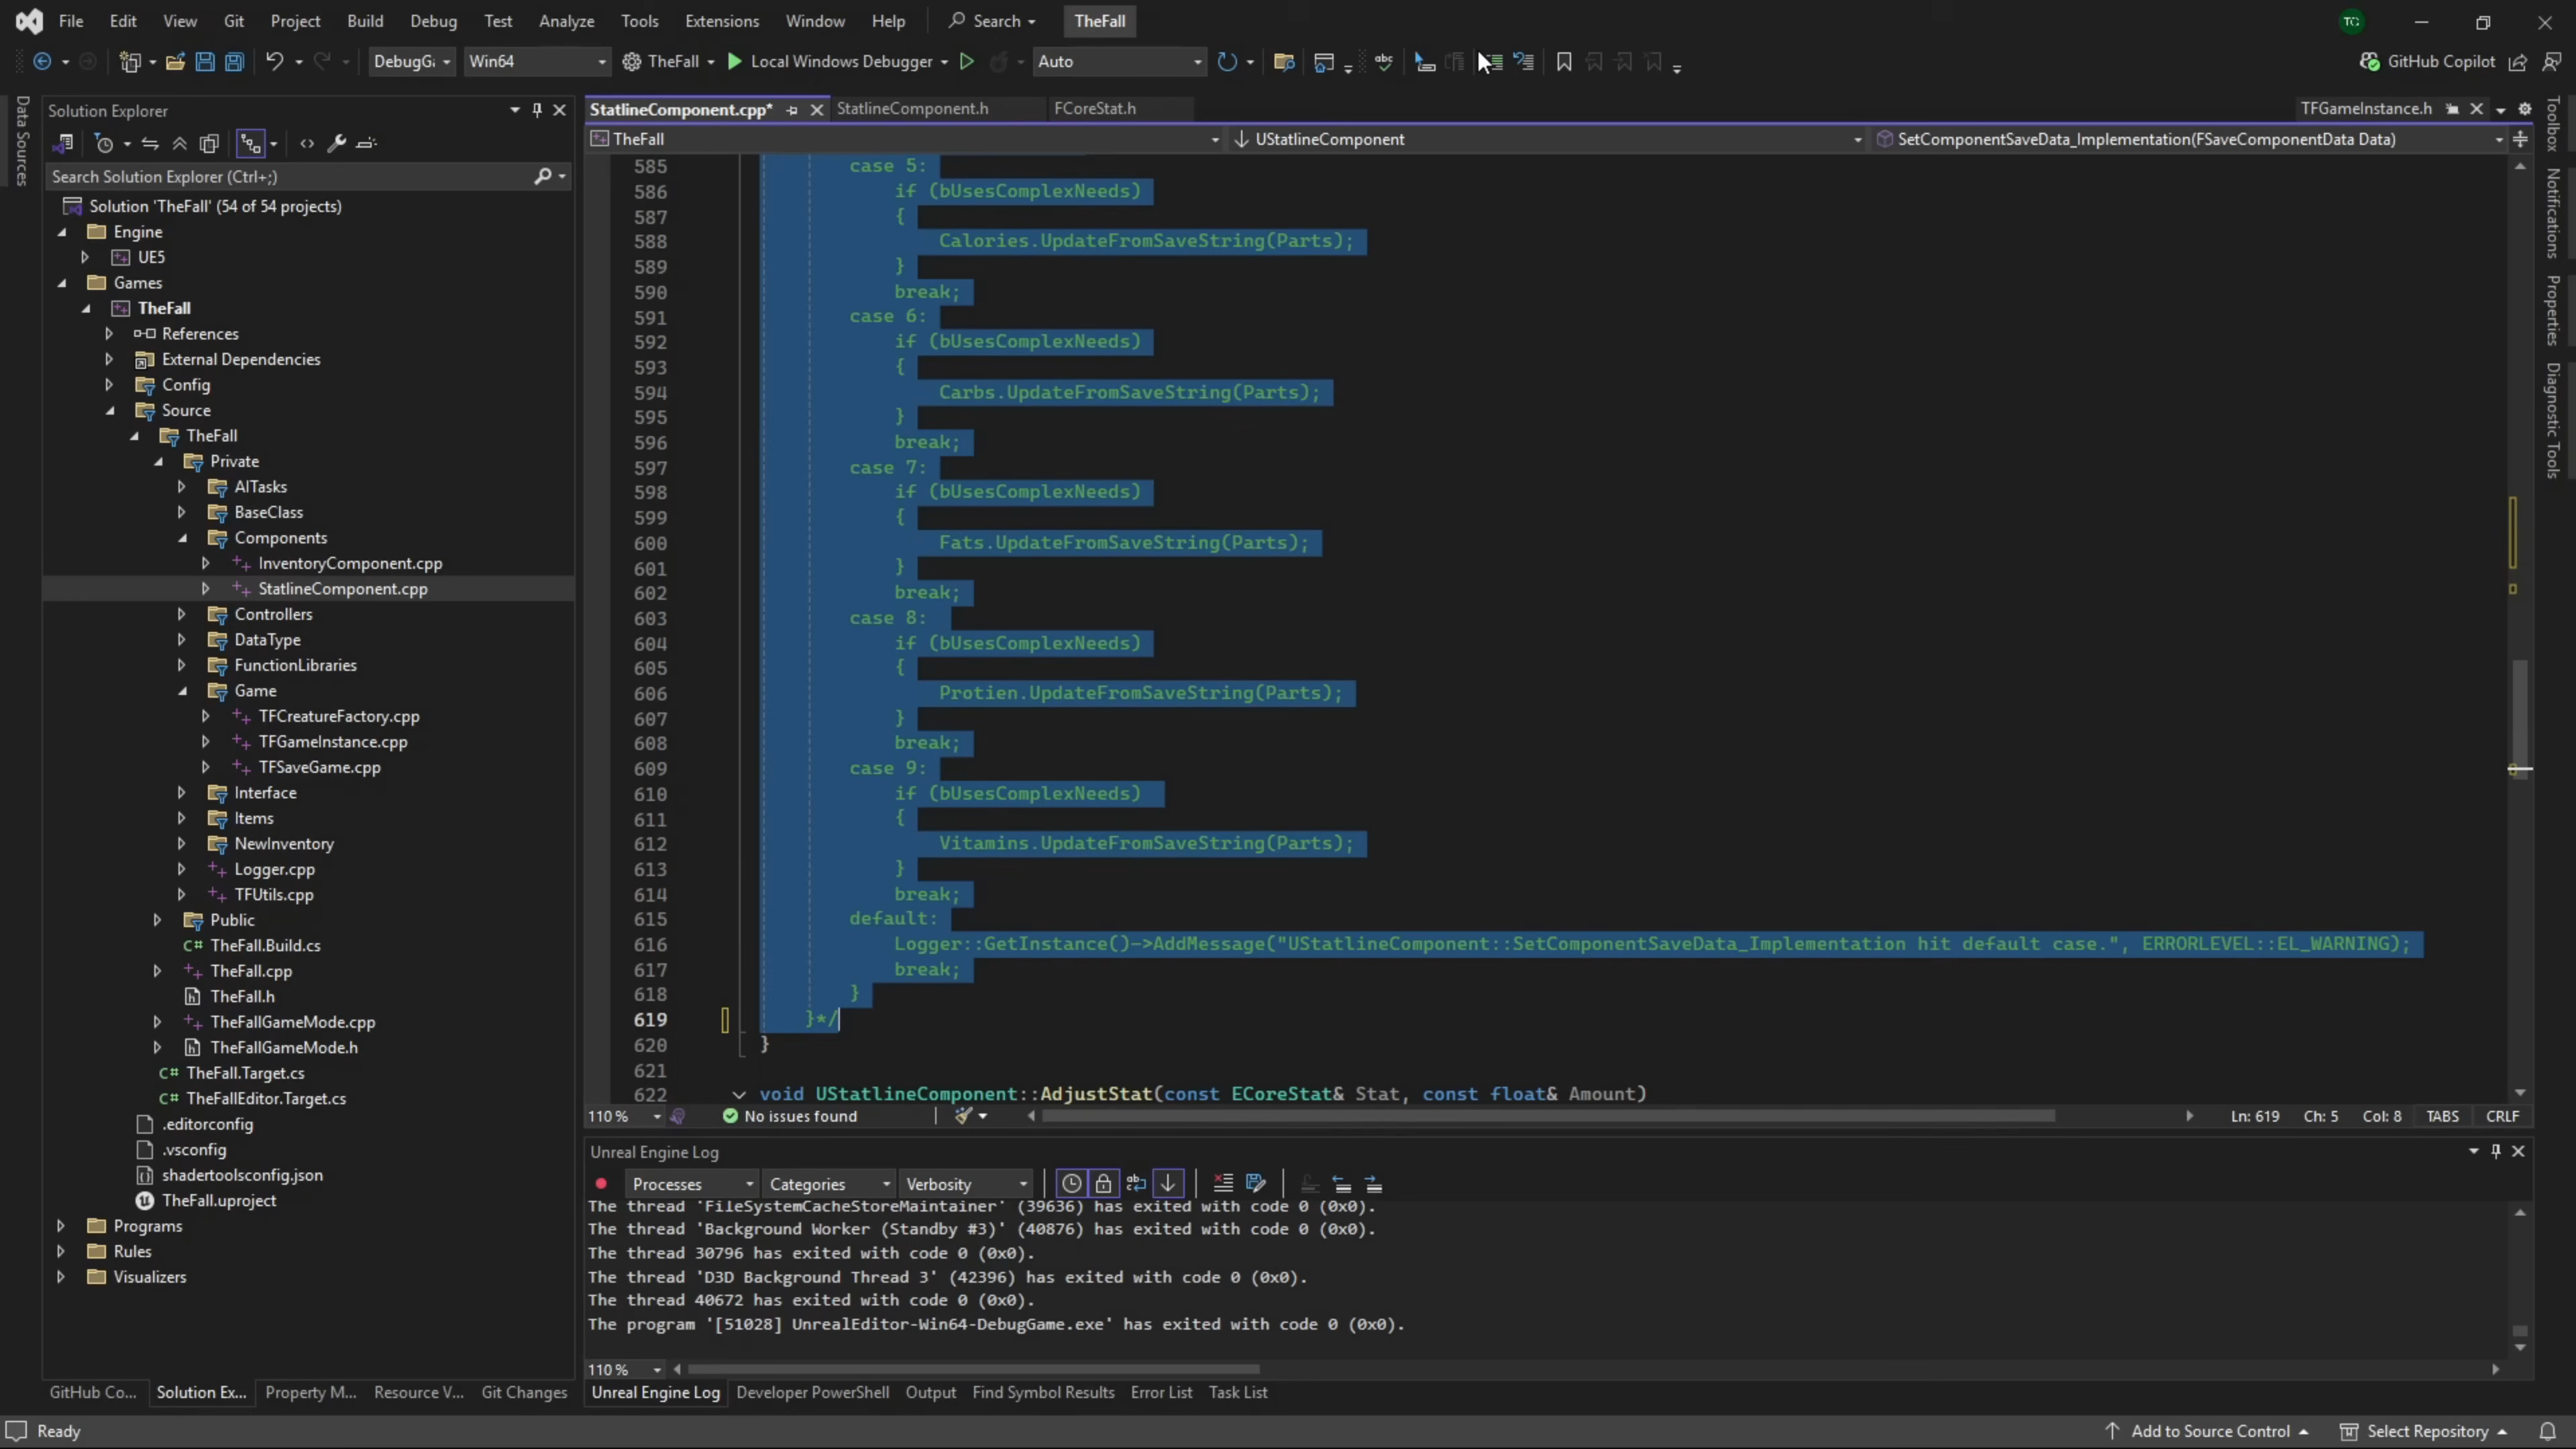 File Edit View Git Project Build Debug Test Analyze Tools Extensions Window Help Search TheFall TC
DebugGa Win64 TheFall Local Windows Debugger Auto GitHub Copilot
Data Sources
Solution Explorer
Search Solution Explorer (Ctrl+;)
Solution 'TheFall' (54 of 54 projects)
Engine
UE5
Games
TheFall
References
External Dependencies
Config
Source
TheFall
Private
AITasks
BaseClass
Components
InventoryComponent.cpp
StatlineComponent.cpp
Controllers
DataType
FunctionLibraries
Game
TFCreatureFactory.cpp
TFGameInstance.cpp
TFSaveGame.cpp
Interface
Items
NewInventory
Logger.cpp
TFUtils.cpp
Public
TheFall.Build.cs
TheFall.cpp
TheFall.h
TheFallGameMode.cpp
TheFallGameMode.h
TheFall.Target.cs
TheFallEditor.Target.cs
.editorconfig
.vsconfig
shadertoolsconfig.json
TheFall.uproject
Programs
Rules
Visualizers
GitHub Co... Solution Ex... Property M... Resource V... Git Changes
StatlineComponent.cpp* StatlineComponent.h FCoreStat.h TFGameInstance.h
TheFall UStatlineComponent SetComponentSaveData_Implementation(FSaveComponentData Data)
585 case 5:
586 if (bUsesComplexNeeds)
587 {
588 Calories.UpdateFromSaveString(Parts);
589 }
590 break;
591 case 6:
592 if (bUsesComplexNeeds)
593 {
594 Carbs.UpdateFromSaveString(Parts);
595 }
596 break;
597 case 7:
598 if (bUsesComplexNeeds)
599 {
600 Fats.UpdateFromSaveString(Parts);
601 }
602 break;
603 case 8:
604 if (bUsesComplexNeeds)
605 {
606 Protien.UpdateFromSaveString(Parts);
607 }
608 break;
609 case 9:
610 if (bUsesComplexNeeds)
611 {
612 Vitamins.UpdateFromSaveString(Parts);
613 }
614 break;
615 default:
616 Logger::GetInstance()->AddMessage("UStatlineComponent::SetComponentSaveData_Implementation hit default case.", ERRORLEVEL::EL_WARNING);
617 break;
618 }
619 }*/
620 }
621
622 void UStatlineComponent::AdjustStat(const ECoreStat& Stat, const float& Amount)
110 % No issues found Ln: 619 Ch: 5 Col: 8 TABS CRLF
Unreal Engine Log
Processes Categories Verbosity
The thread 'FileSystemCacheStoreMaintainer' (39636) has exited with code 0 (0x0).
The thread 'Background Worker (Standby #3)' (40876) has exited with code 0 (0x0).
The thread 30796 has exited with code 0 (0x0).
The thread 'D3D Background Thread 3' (42396) has exited with code 0 (0x0).
The thread 40672 has exited with code 0 (0x0).
The program '[51028] UnrealEditor-Win64-DebugGame.exe' has exited with code 0 (0x0).
110 %
Unreal Engine Log Developer PowerShell Output Find Symbol Results Error List Task List
Toolbox
Notifications
Properties
Diagnostic Tools
Ready Add to Source Control Select Repository